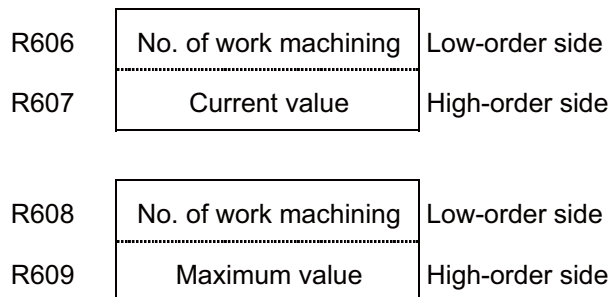 R606 No. of work machining Low-order side
R607 Current value High-order side
R608 No. of work machining Low-order side
R609 Maximum value High-order side